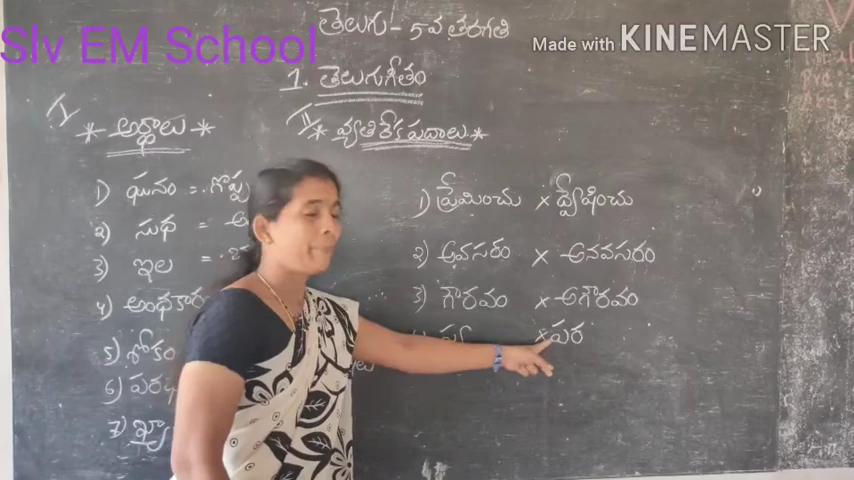 Slv EM School
Made with KINEMASTER
తెలుగు - 5వ తరగతి
1. తెలుగుగీతం
I * అర్థాలు *
1) ఘనం = గొప్ప
2) సుధ =
3) ఇల =
4) అంధకార
5) శోకం
6)
7)
II * వ్యతిరేక పదాలు *
1) ప్రేమించు × ద్వేషించు
2) అవసరం × అనవసరం
3) గౌరవం × అగౌరవం
× పర